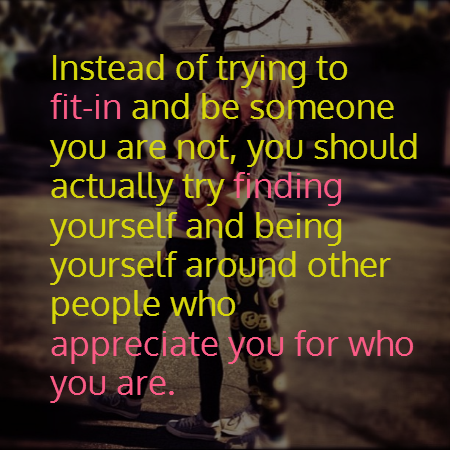 Instead of trying to
fit-in and be someone
you are not, you should
actually try finding
yourself and being
yourself around other
people who
appreciate you for who
you are.